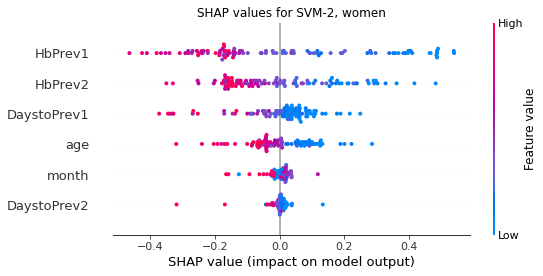 SHAP values for SVM-2, women
High
HbPrev1
HbPrev2
DaystoPrev1
age
month
DaystoPrev2
Feature value
Low
−0.4 −0.2 0.0 0.2 0.4
SHAP value (impact on model output)